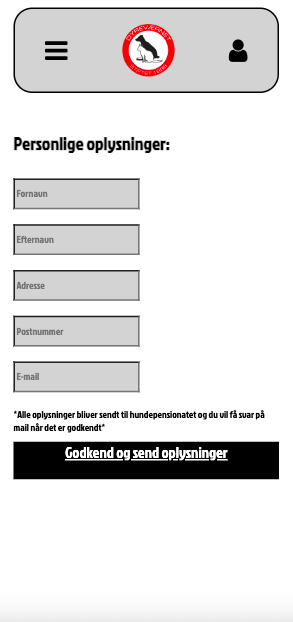 DYREVÆRNET
Personlige oplysninger:
Fornavn
Efternavn
Adresse
Postnummer
E-mail
*Alle oplysninger bliver sendt til hundepensionatet og du vil få svar på
mail når det er godkendt*
Godkend og send oplysninger